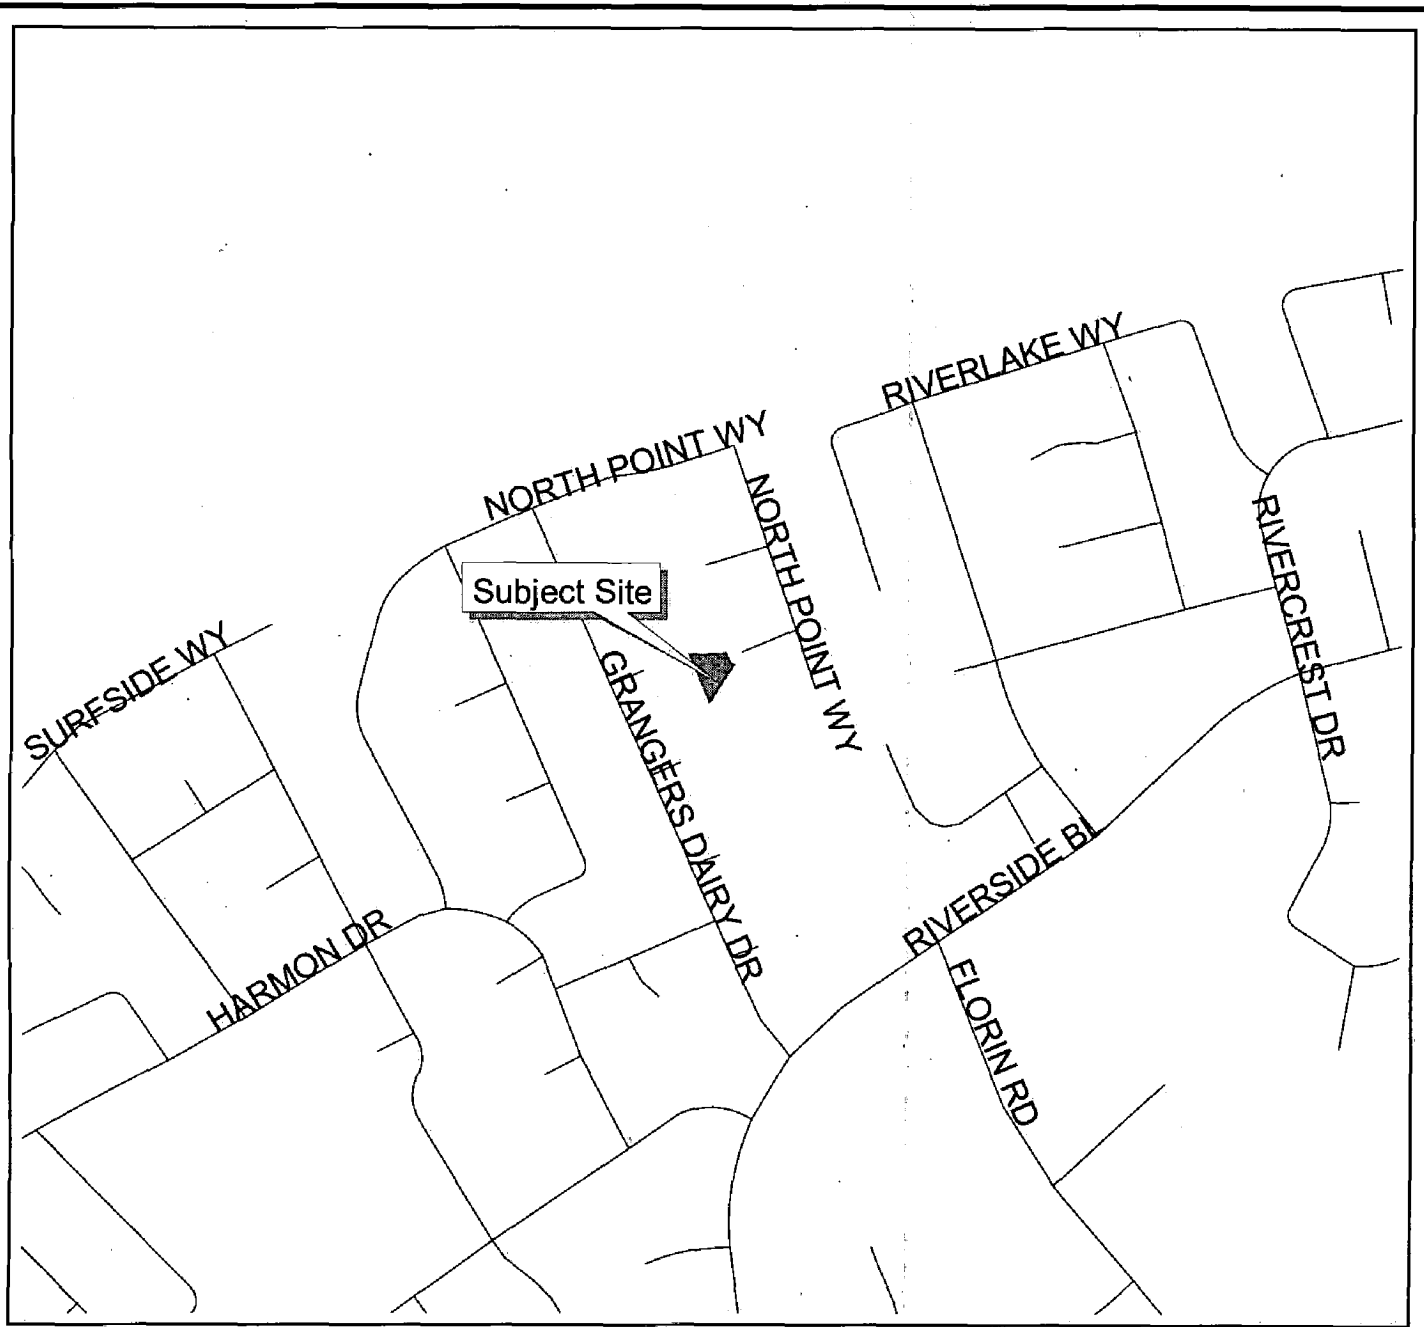 RIVERLAKE WY
NORTH POINT WY
NORTH POINT WY
RIVERCREST DR
Subject Site
SURFSIDE WY
GRANGERS DAIRY DR
RIVERSIDE BL
HARMON DR
FLORIN RD